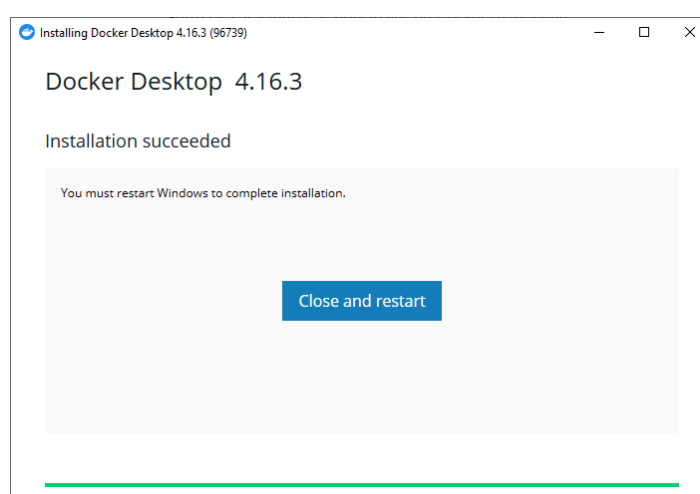 Installing Docker Desktop 4.16.3 (96739)
Docker Desktop 4.16.3
Installation succeeded
You must restart Windows to complete installation.
Close and restart